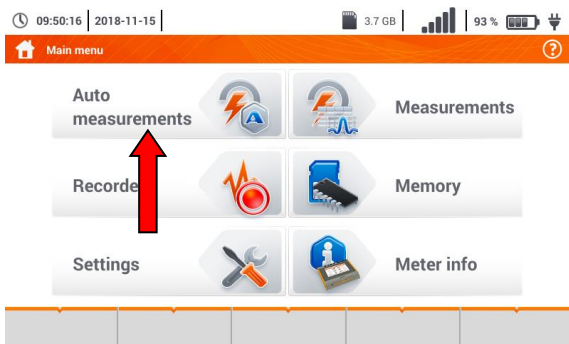 09:50:16 2018-11-15 3.7 GB 93 %
Main menu ?
Auto
measurements
Measurements
Memory
Settings
Meter info